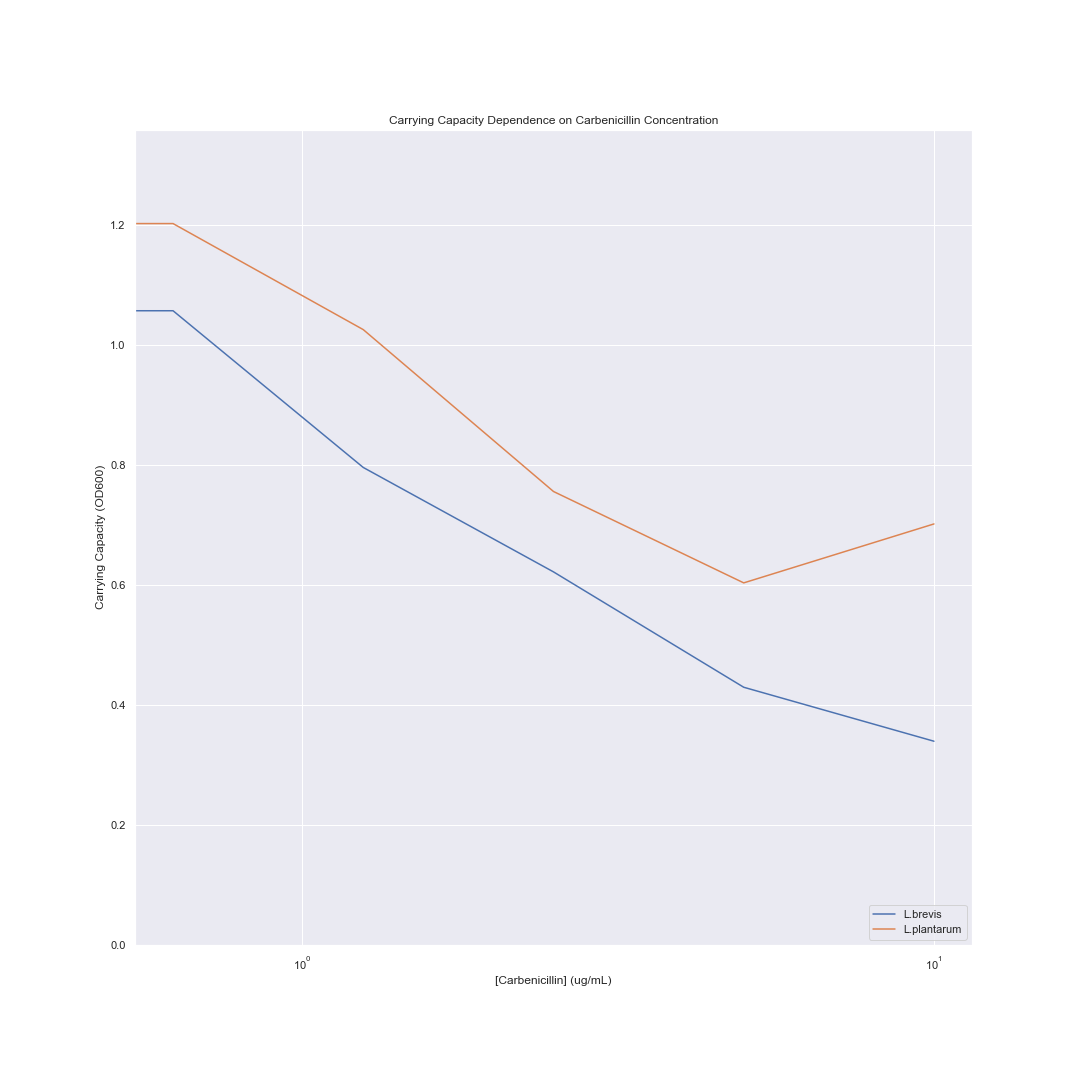 Carrying Capacity Dependence on Carbenicillin Concentration
1.2
1.0
0.8
0.6
0.4
0.2
0.0
Carrying Capacity (OD600)
10⁰
10¹
[Carbenicillin] (ug/mL)
L.brevis
L.plantarum